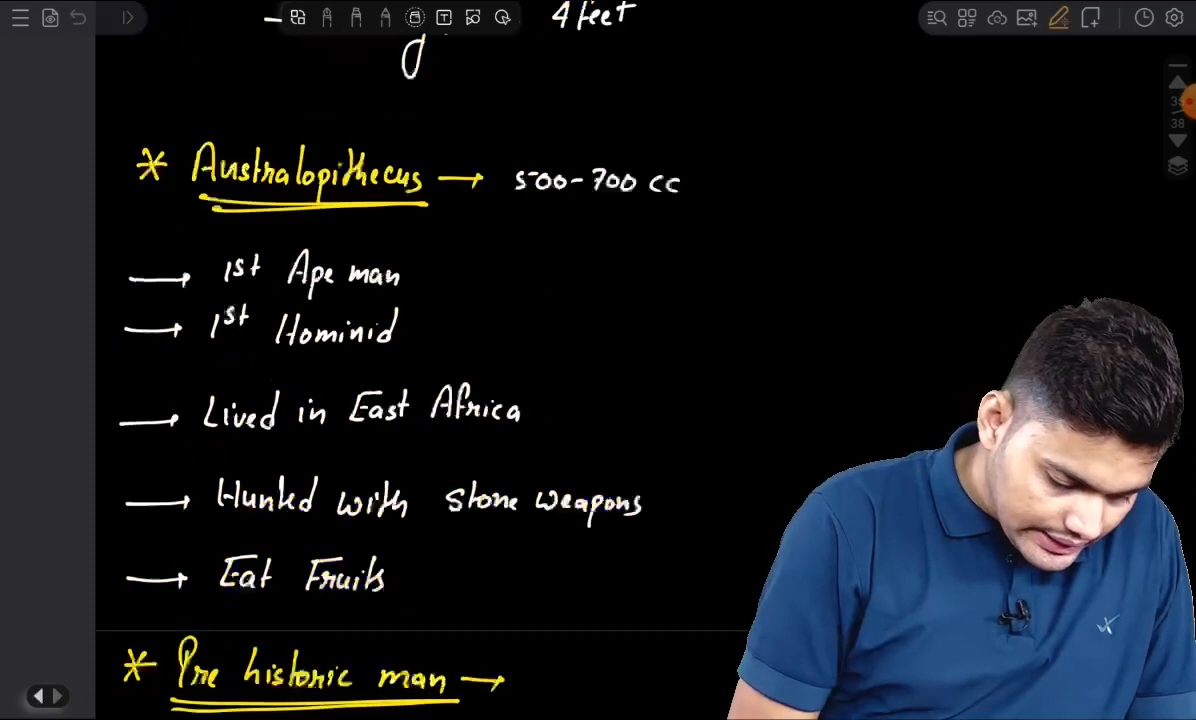 4 feet
* Australopithecus → 500-700 cc
→ 1st Ape man
→ 1st Hominid
→ Lived in East Africa
→ Hunted with stone weapons
→ Eat Fruits
* Pre historic man →
38